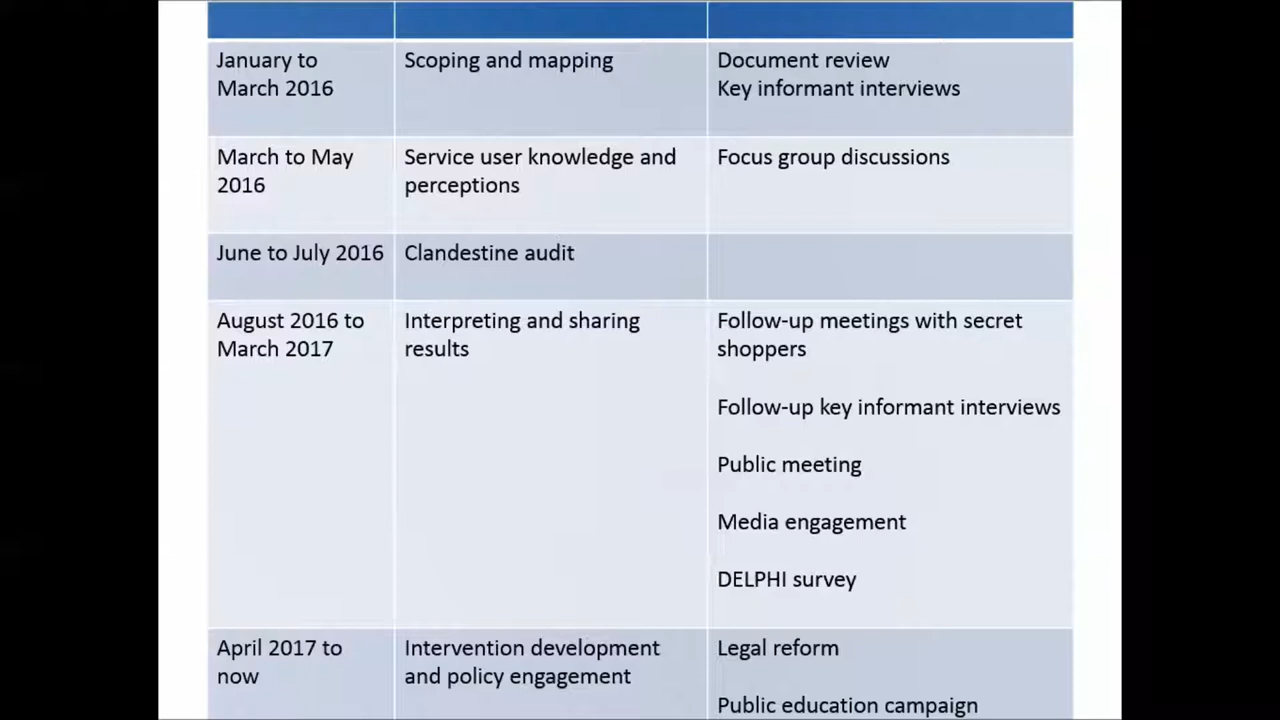 January to
March 2016
Scoping and mapping
Document review
Key informant interviews
March to May
2016
Service user knowledge and
perceptions
Focus group discussions
June to July 2016
Clandestine audit
August 2016 to
March 2017
Interpreting and sharing
results
Follow-up meetings with secret
shoppers
Follow-up key informant interviews
Public meeting
Media engagement
DELPHI survey
April 2017 to
now
Intervention development
and policy engagement
Legal reform
Public education campaign